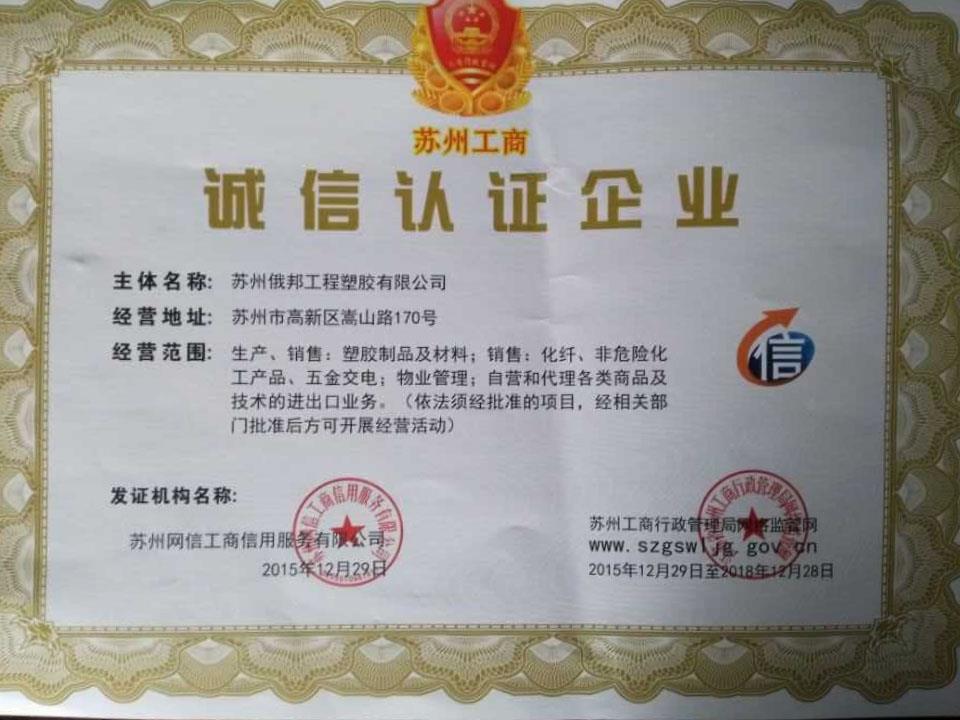 苏州工商
诚信认证企业
主体名称: 苏州俄邦工程塑胶有限公司
经营地址: 苏州市高新区嵩山路170号
经营范围: 生产、销售：塑胶制品及材料；销售：化纤、非危险化
工产品、五金交电；物业管理；自营和代理各类商品及
技术的进出口业务。（依法须经批准的项目，经相关部
门批准后方可开展经营活动）
信
发证机构名称:
苏州网信工商信用服务有限公司
2015年12月29日
苏州工商行政管理局网络监管网
www.szgswljg.gov.cn
2015年12月29日至2018年12月28日